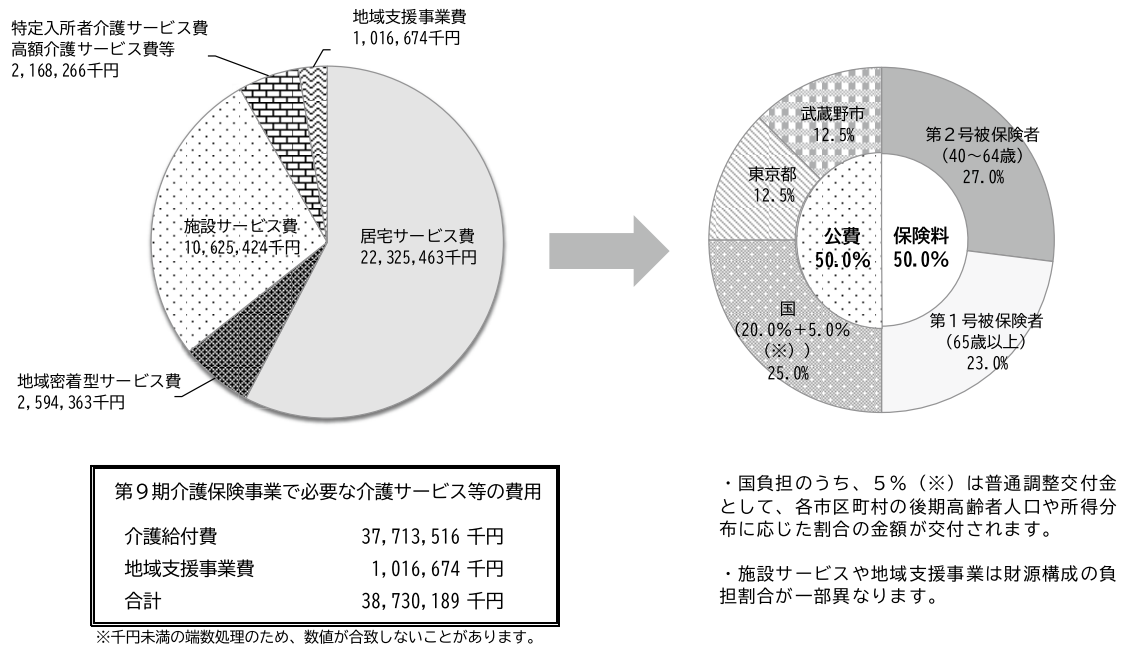 特定入所者介護サービス費
高額介護サービス費等
2,168,266千円
地域支援事業費
1,016,674千円
施設サービス費
10,625,424千円
居宅サービス費
22,325,463千円
地域密着型サービス費
2,594,363千円
武蔵野市
12.5%
第２号被保険者
(40～64歳)
27.0%
東京都
12.5%
公費
50.0%
保険料
50.0%
国
(20.0%＋5.0%
（※））
25.0%
第１号被保険者
(65歳以上)
23.0%
第９期介護保険事業で必要な介護サービス等の費用
介護給付費 37,713,516 千円
地域支援事業費 1,016,674 千円
合計 38,730,189 千円
※千円未満の端数処理のため、数値が合致しないことがあります。
・国負担のうち、５％（※）は普通調整交付金
として、各市区町村の後期高齢者人口や所得分
布に応じた割合の金額が交付されます。
・施設サービスや地域支援事業は財源構成の負
担割合が一部異なります。